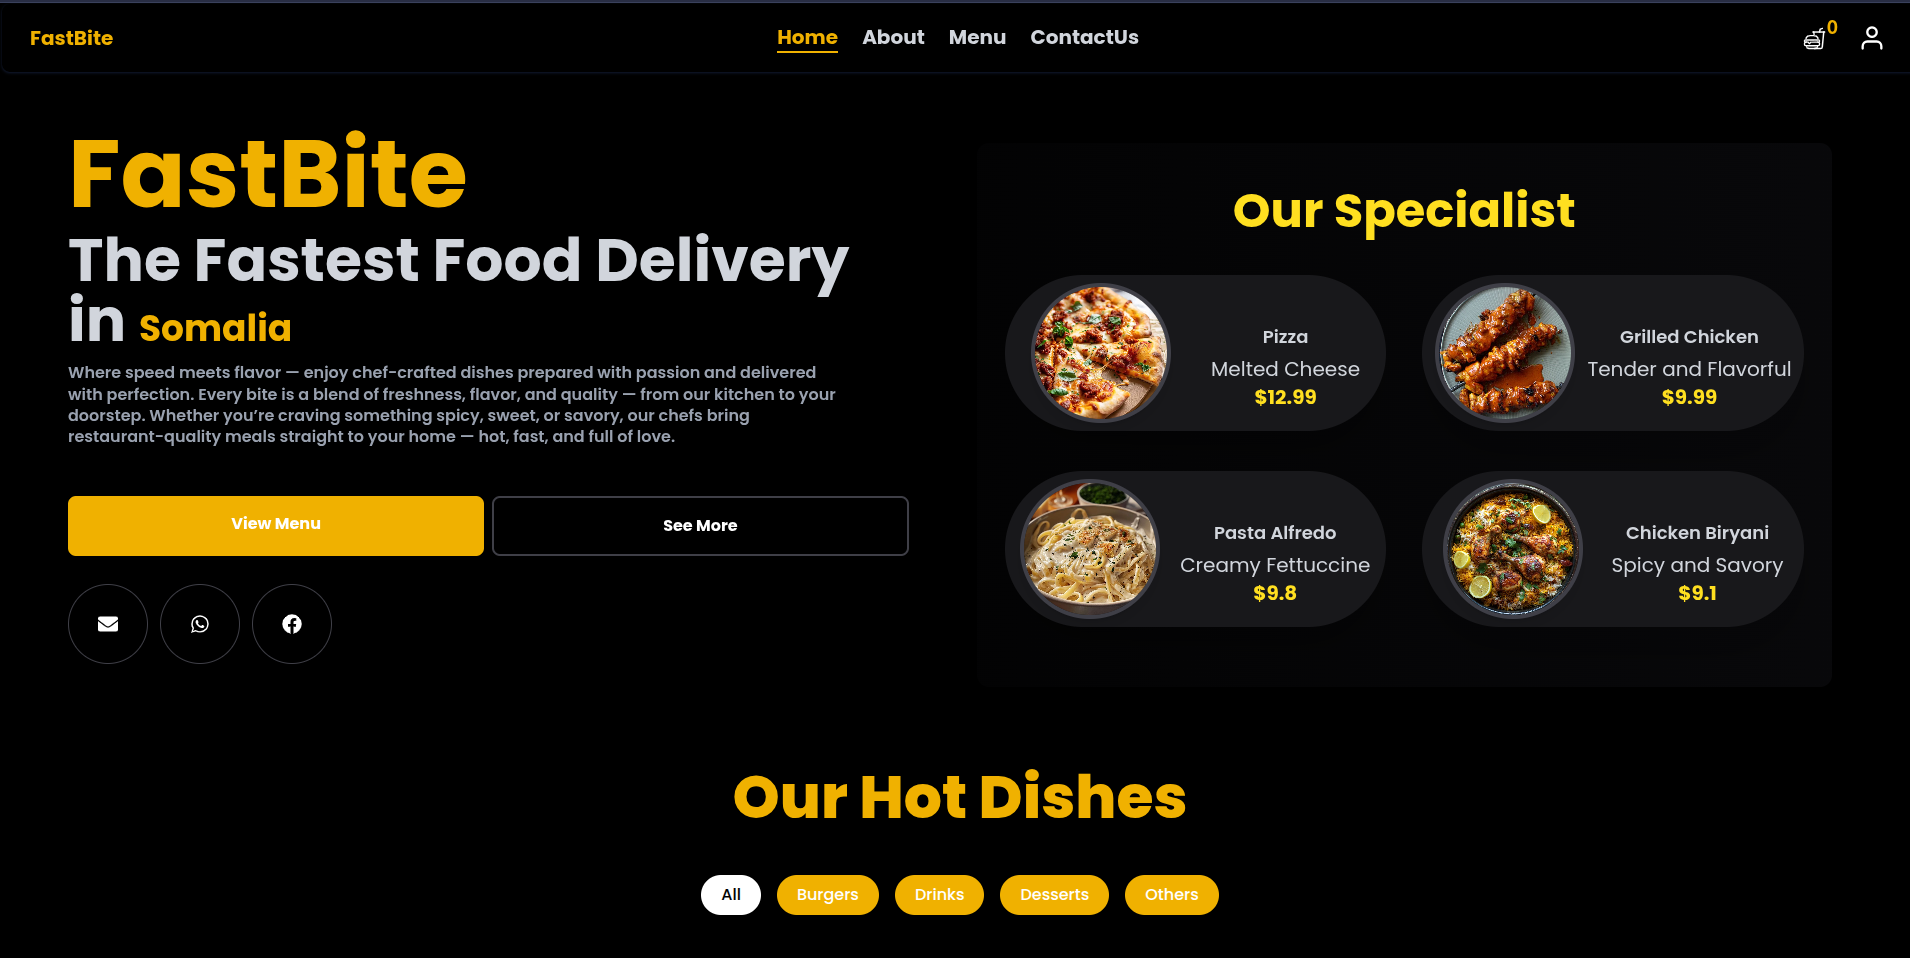 FastBite
Home
About
Menu
ContactUs
0
FastBite
The Fastest Food Delivery
in Somalia
Where speed meets flavor — enjoy chef-crafted dishes prepared with passion and delivered
with perfection. Every bite is a blend of freshness, flavor, and quality — from our kitchen to your
doorstep. Whether you’re craving something spicy, sweet, or savory, our chefs bring
restaurant-quality meals straight to your home — hot, fast, and full of love.
View Menu
See More
Our Specialist
Pizza
Melted Cheese
$12.99
Grilled Chicken
Tender and Flavorful
$9.99
Pasta Alfredo
Creamy Fettuccine
$9.8
Chicken Biryani
Spicy and Savory
$9.1
Our Hot Dishes
All
Burgers
Drinks
Desserts
Others